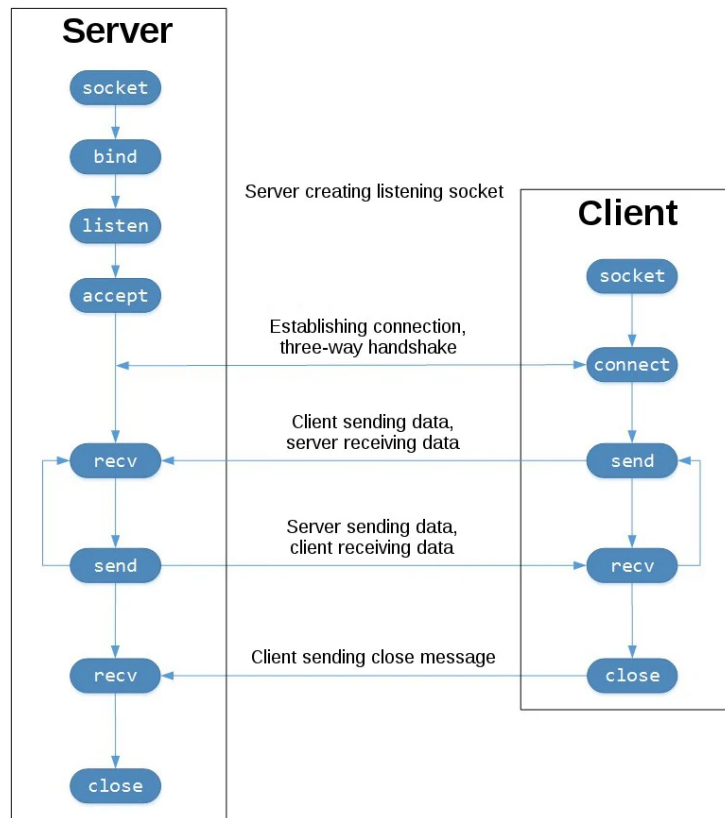 Server
socket
bind
listen
accept
recv
send
recv
close
Server creating listening socket
Establishing connection,
three-way handshake
Client sending data,
server receiving data
Server sending data,
client receiving data
Client sending close message
Client
socket
connect
send
recv
close